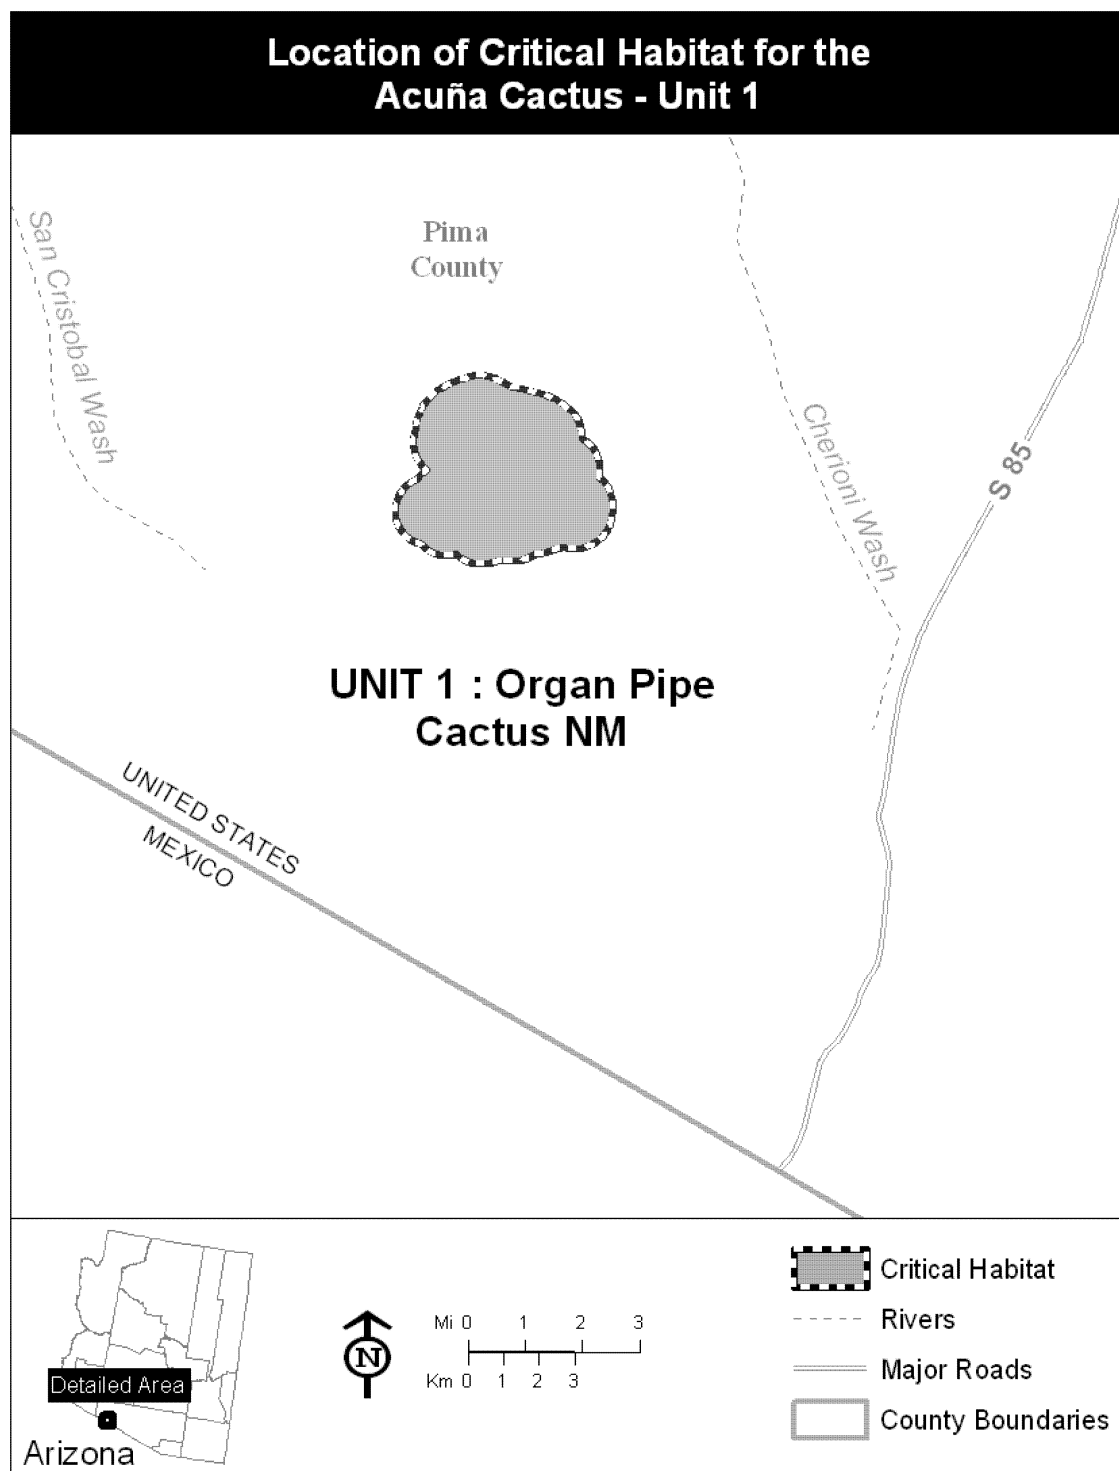 Location of Critical Habitat for the
Acuña Cactus - Unit 1
Pima
County
San Cristobal Wash
Cherioni Wash
S 85
UNIT 1 : Organ Pipe
Cactus NM
UNITED STATES
MEXICO
Detailed Area
Arizona
N
Mi 0 1 2 3
Km 0 1 2 3
Critical Habitat
Rivers
Major Roads
County Boundaries